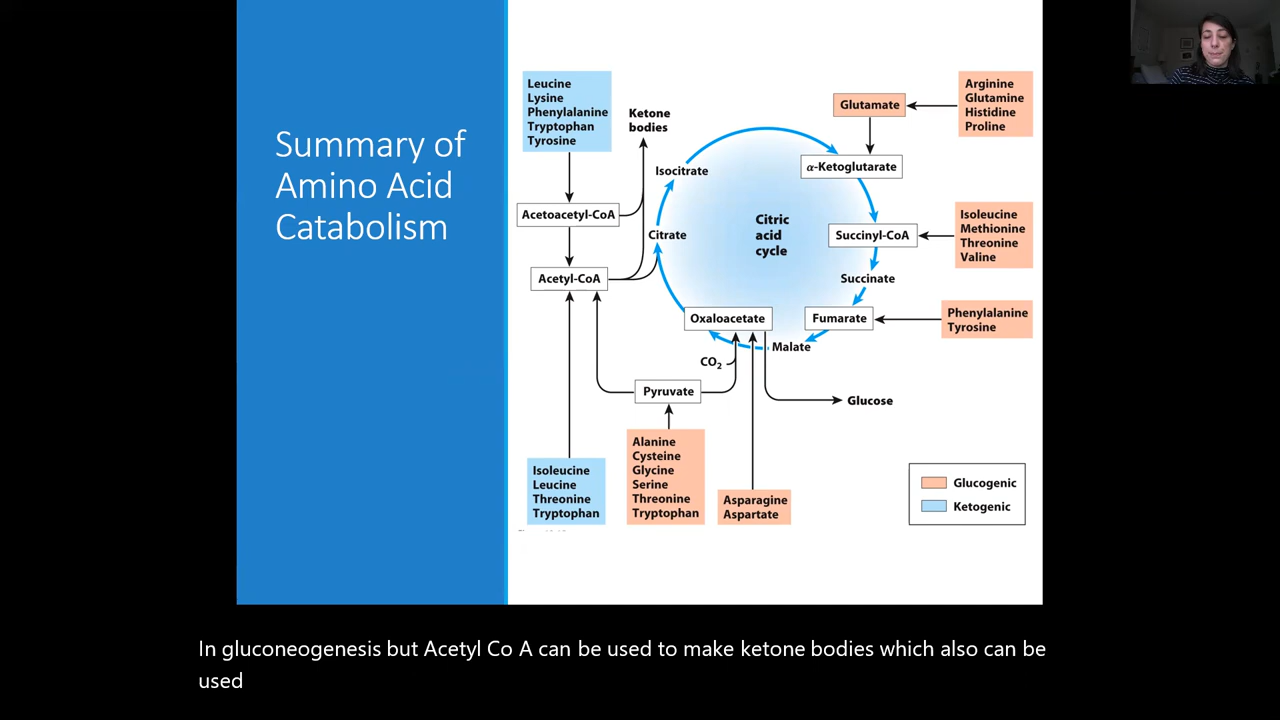 Summary of
Amino Acid
Catabolism
Leucine
Lysine
Phenylalanine
Tryptophan
Tyrosine
Ketone
bodies
Glutamate
Arginine
Glutamine
Histidine
Proline
Isocitrate
α-Ketoglutarate
Acetoacetyl-CoA
Citrate
Citric
acid
cycle
Succinyl-CoA
Isoleucine
Methionine
Threonine
Valine
Acetyl-CoA
Succinate
Oxaloacetate
Fumarate
Phenylalanine
Tyrosine
Malate
CO₂
Pyruvate
Glucose
Isoleucine
Leucine
Threonine
Tryptophan
Alanine
Cysteine
Glycine
Serine
Threonine
Tryptophan
Asparagine
Aspartate
Glucogenic
Ketogenic
In gluconeogenesis but Acetyl Co A can be used to make ketone bodies which also can be
used